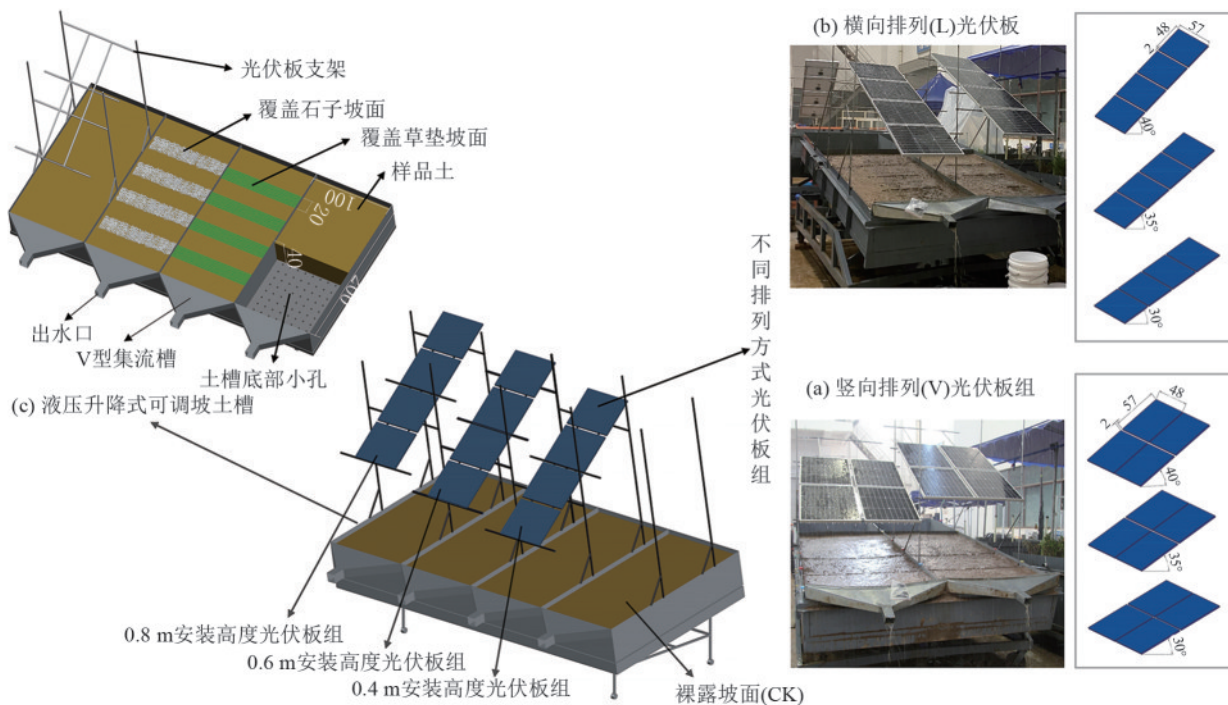 光伏板支架
覆盖石子坡面
覆盖草垫坡面
样品土
100
20
40
200
出水口
V型集流槽
土槽底部小孔
(c) 液压升降式可调坡土槽
不同排列方式光伏板组
0.8 m安装高度光伏板组
0.6 m安装高度光伏板组
0.4 m安装高度光伏板组
裸露坡面(CK)
(b) 横向排列(L)光伏板
2
48
57
40°
35°
30°
(a) 竖向排列(V)光伏板组
2
57
48
40°
35°
30°